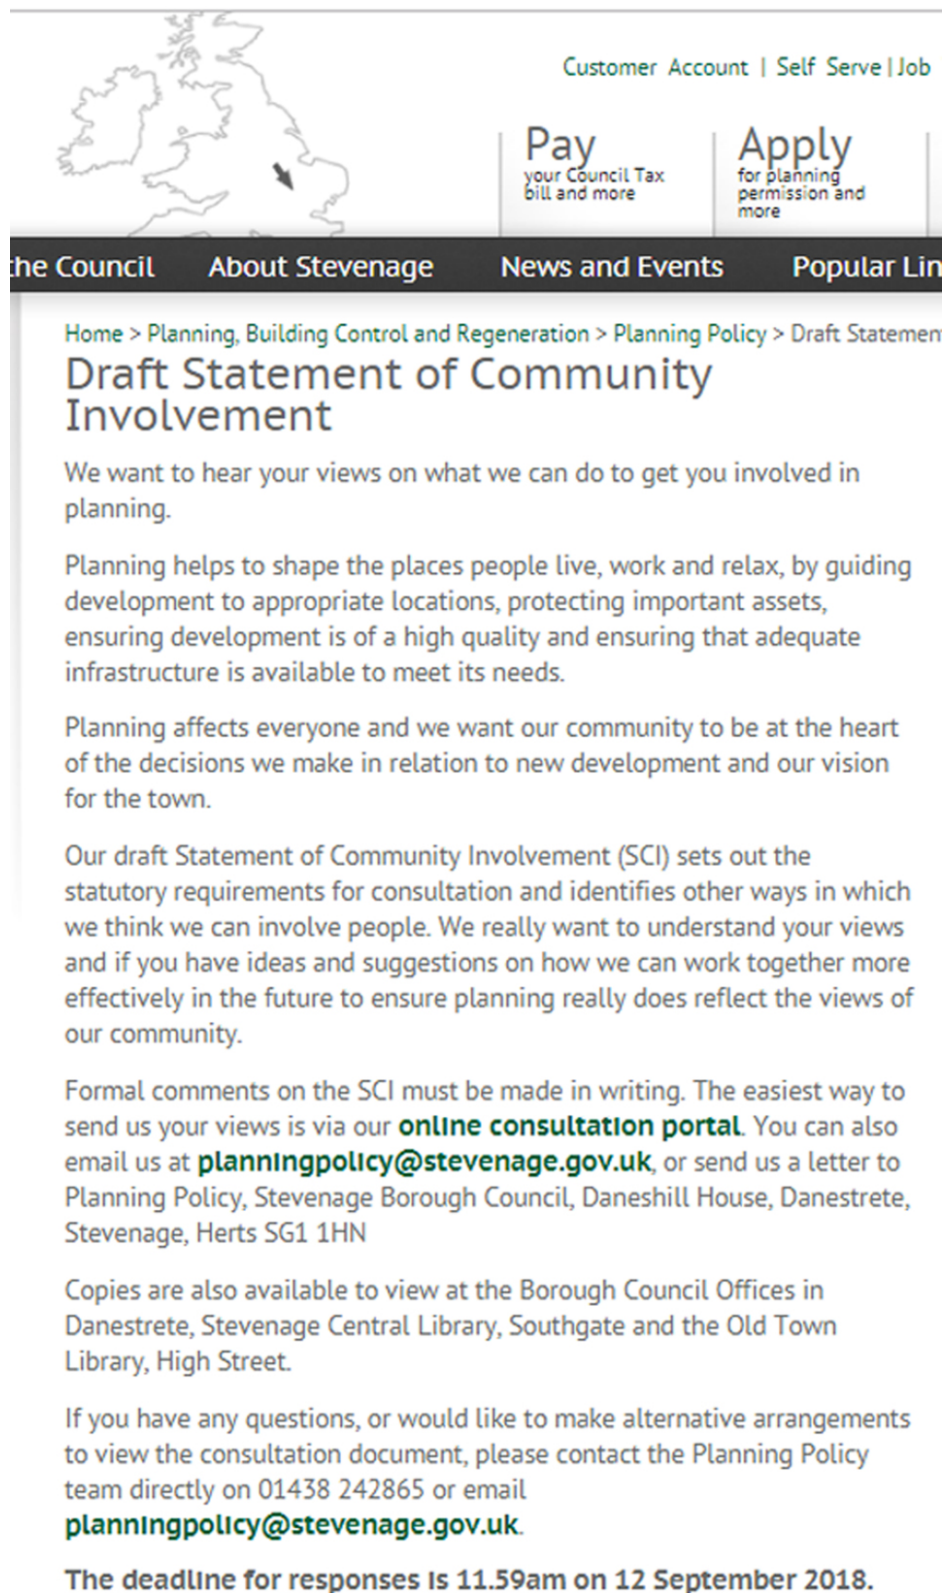 Customer Account | Self Serve | Job
Pay
your Council Tax
bill and more
Apply
for planning
permission and
more
the Council About Stevenage News and Events Popular Lin
Home > Planning, Building Control and Regeneration > Planning Policy > Draft Statement
Draft Statement of Community
Involvement
We want to hear your views on what we can do to get you involved in
planning.
Planning helps to shape the places people live, work and relax, by guiding
development to appropriate locations, protecting important assets,
ensuring development is of a high quality and ensuring that adequate
infrastructure is available to meet its needs.
Planning affects everyone and we want our community to be at the heart
of the decisions we make in relation to new development and our vision
for the town.
Our draft Statement of Community Involvement (SCI) sets out the
statutory requirements for consultation and identifies other ways in which
we think we can involve people. We really want to understand your views
and if you have ideas and suggestions on how we can work together more
effectively in the future to ensure planning really does reflect the views of
our community.
Formal comments on the SCI must be made in writing. The easiest way to
send us your views is via our online consultation portal. You can also
email us at planningpolicy@stevenage.gov.uk, or send us a letter to
Planning Policy, Stevenage Borough Council, Daneshill House, Danestrete,
Stevenage, Herts SG1 1HN
Copies are also available to view at the Borough Council Offices in
Danestrete, Stevenage Central Library, Southgate and the Old Town
Library, High Street.
If you have any questions, or would like to make alternative arrangements
to view the consultation document, please contact the Planning Policy
team directly on 01438 242865 or email
planningpolicy@stevenage.gov.uk.
The deadline for responses is 11.59am on 12 September 2018.